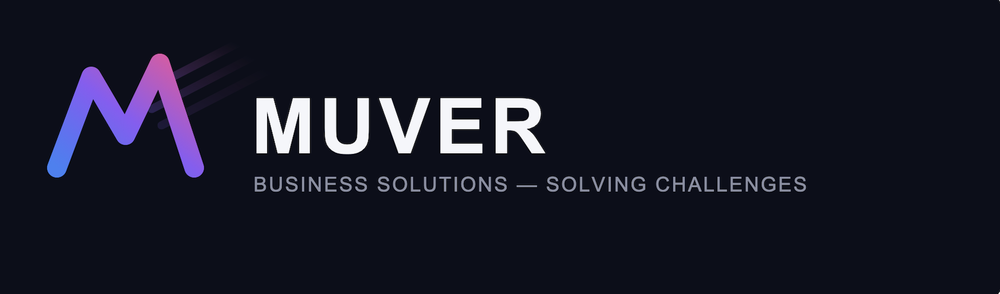 MUVER
BUSINESS SOLUTIONS — SOLVING CHALLENGES